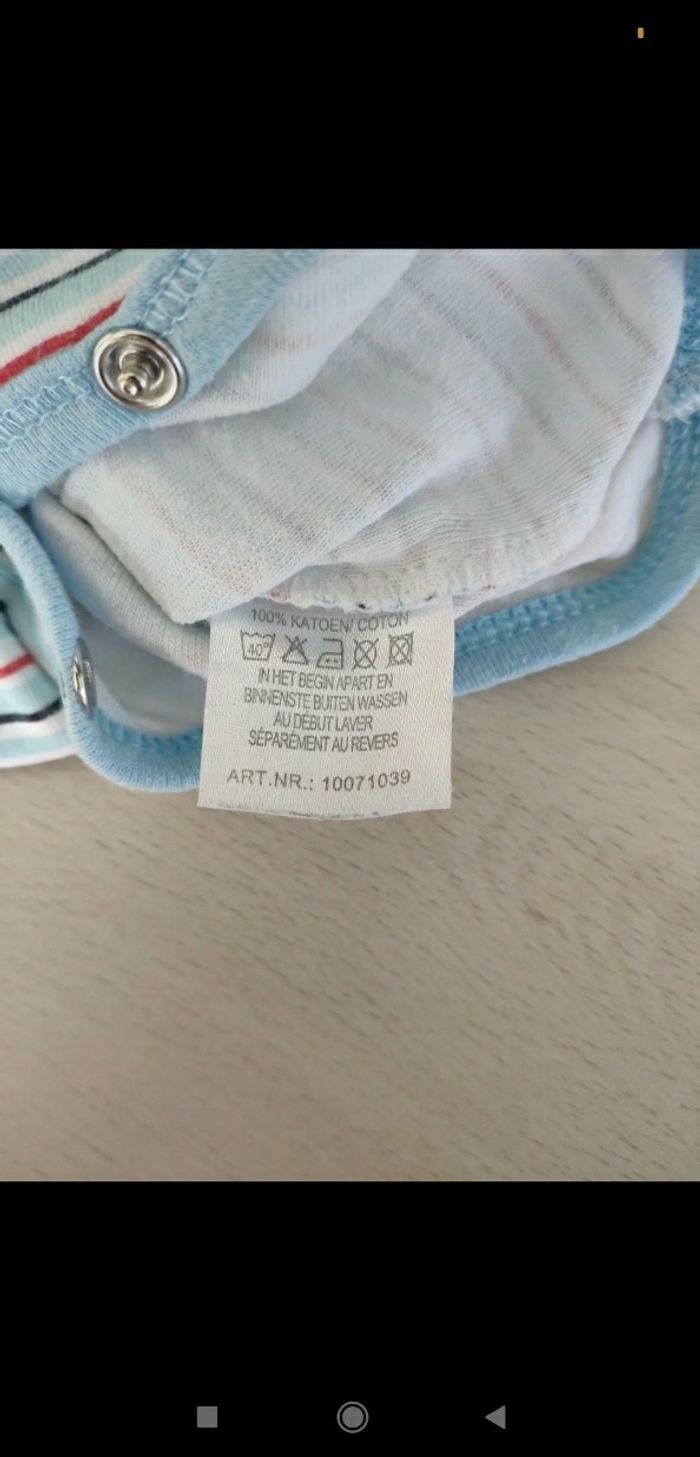 100% KATOEN/ COTON
40°
IN HET BEGIN APART EN
BINNENSTE BUITEN WASSEN
AU DÉBUT LAVER
SÉPARÉMENT AU REVERS
ART.NR.: 10071039